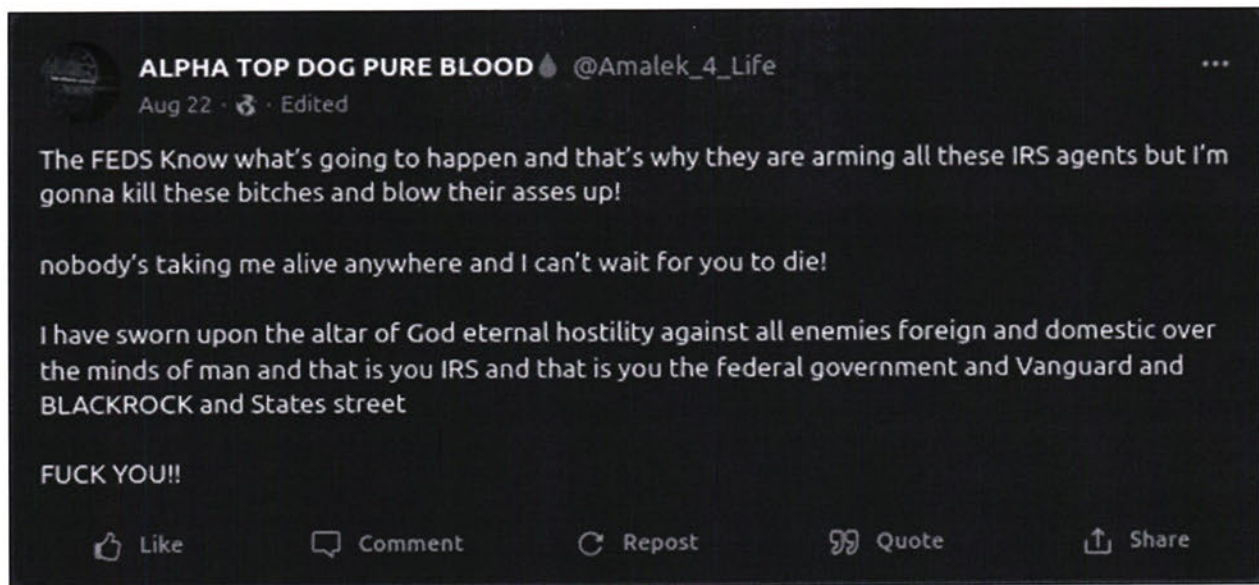 ALPHA TOP DOG PURE BLOOD🩸 @Amalek_4_Life
Aug 22 · Edited
The FEDS Know what's going to happen and that's why they are arming all these IRS agents but I'm
gonna kill these bitches and blow their asses up!
nobody's taking me alive anywhere and I can't wait for you to die!
I have sworn upon the altar of God eternal hostility against all enemies foreign and domestic over
the minds of man and that is you IRS and that is you the federal government and Vanguard and
BLACKROCK and States street
FUCK YOU!!
Like Comment Repost Quote Share